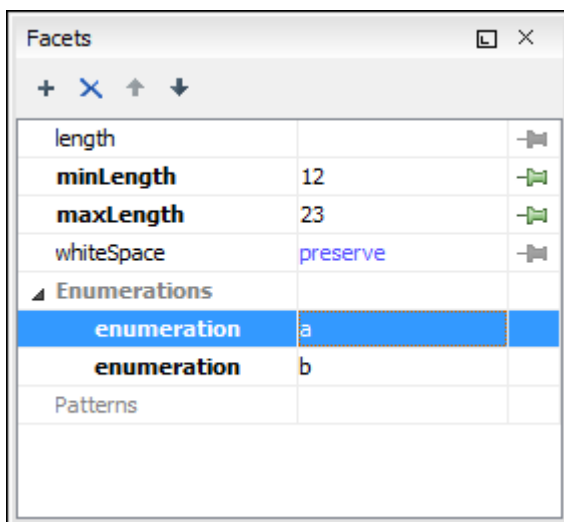 Facets
length
minLength 12
maxLength 23
whiteSpace preserve
Enumerations
enumeration a
enumeration b
Patterns